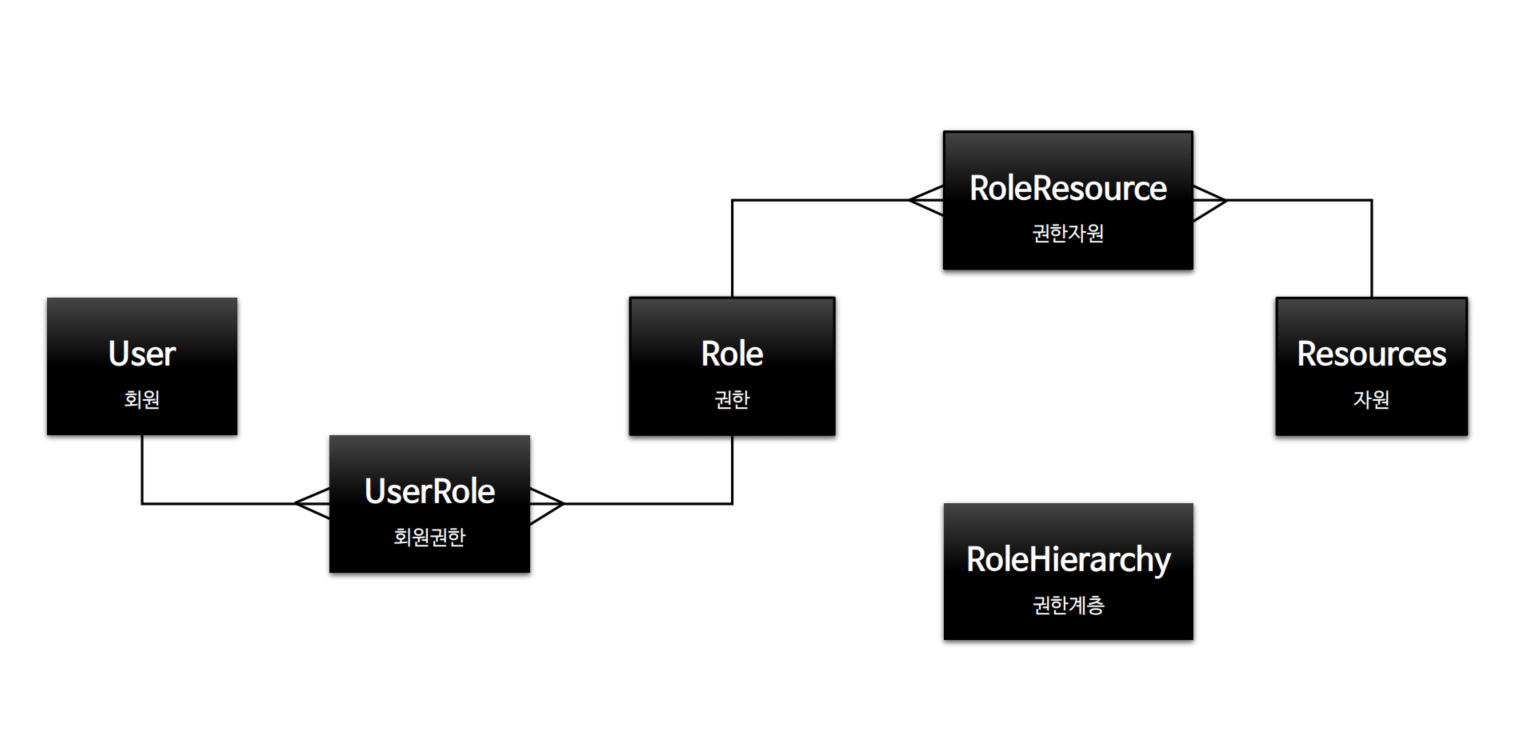 RoleResource
권한자원
User
회원
Role
권한
Resources
자원
UserRole
회원권한
RoleHierarchy
권한계층